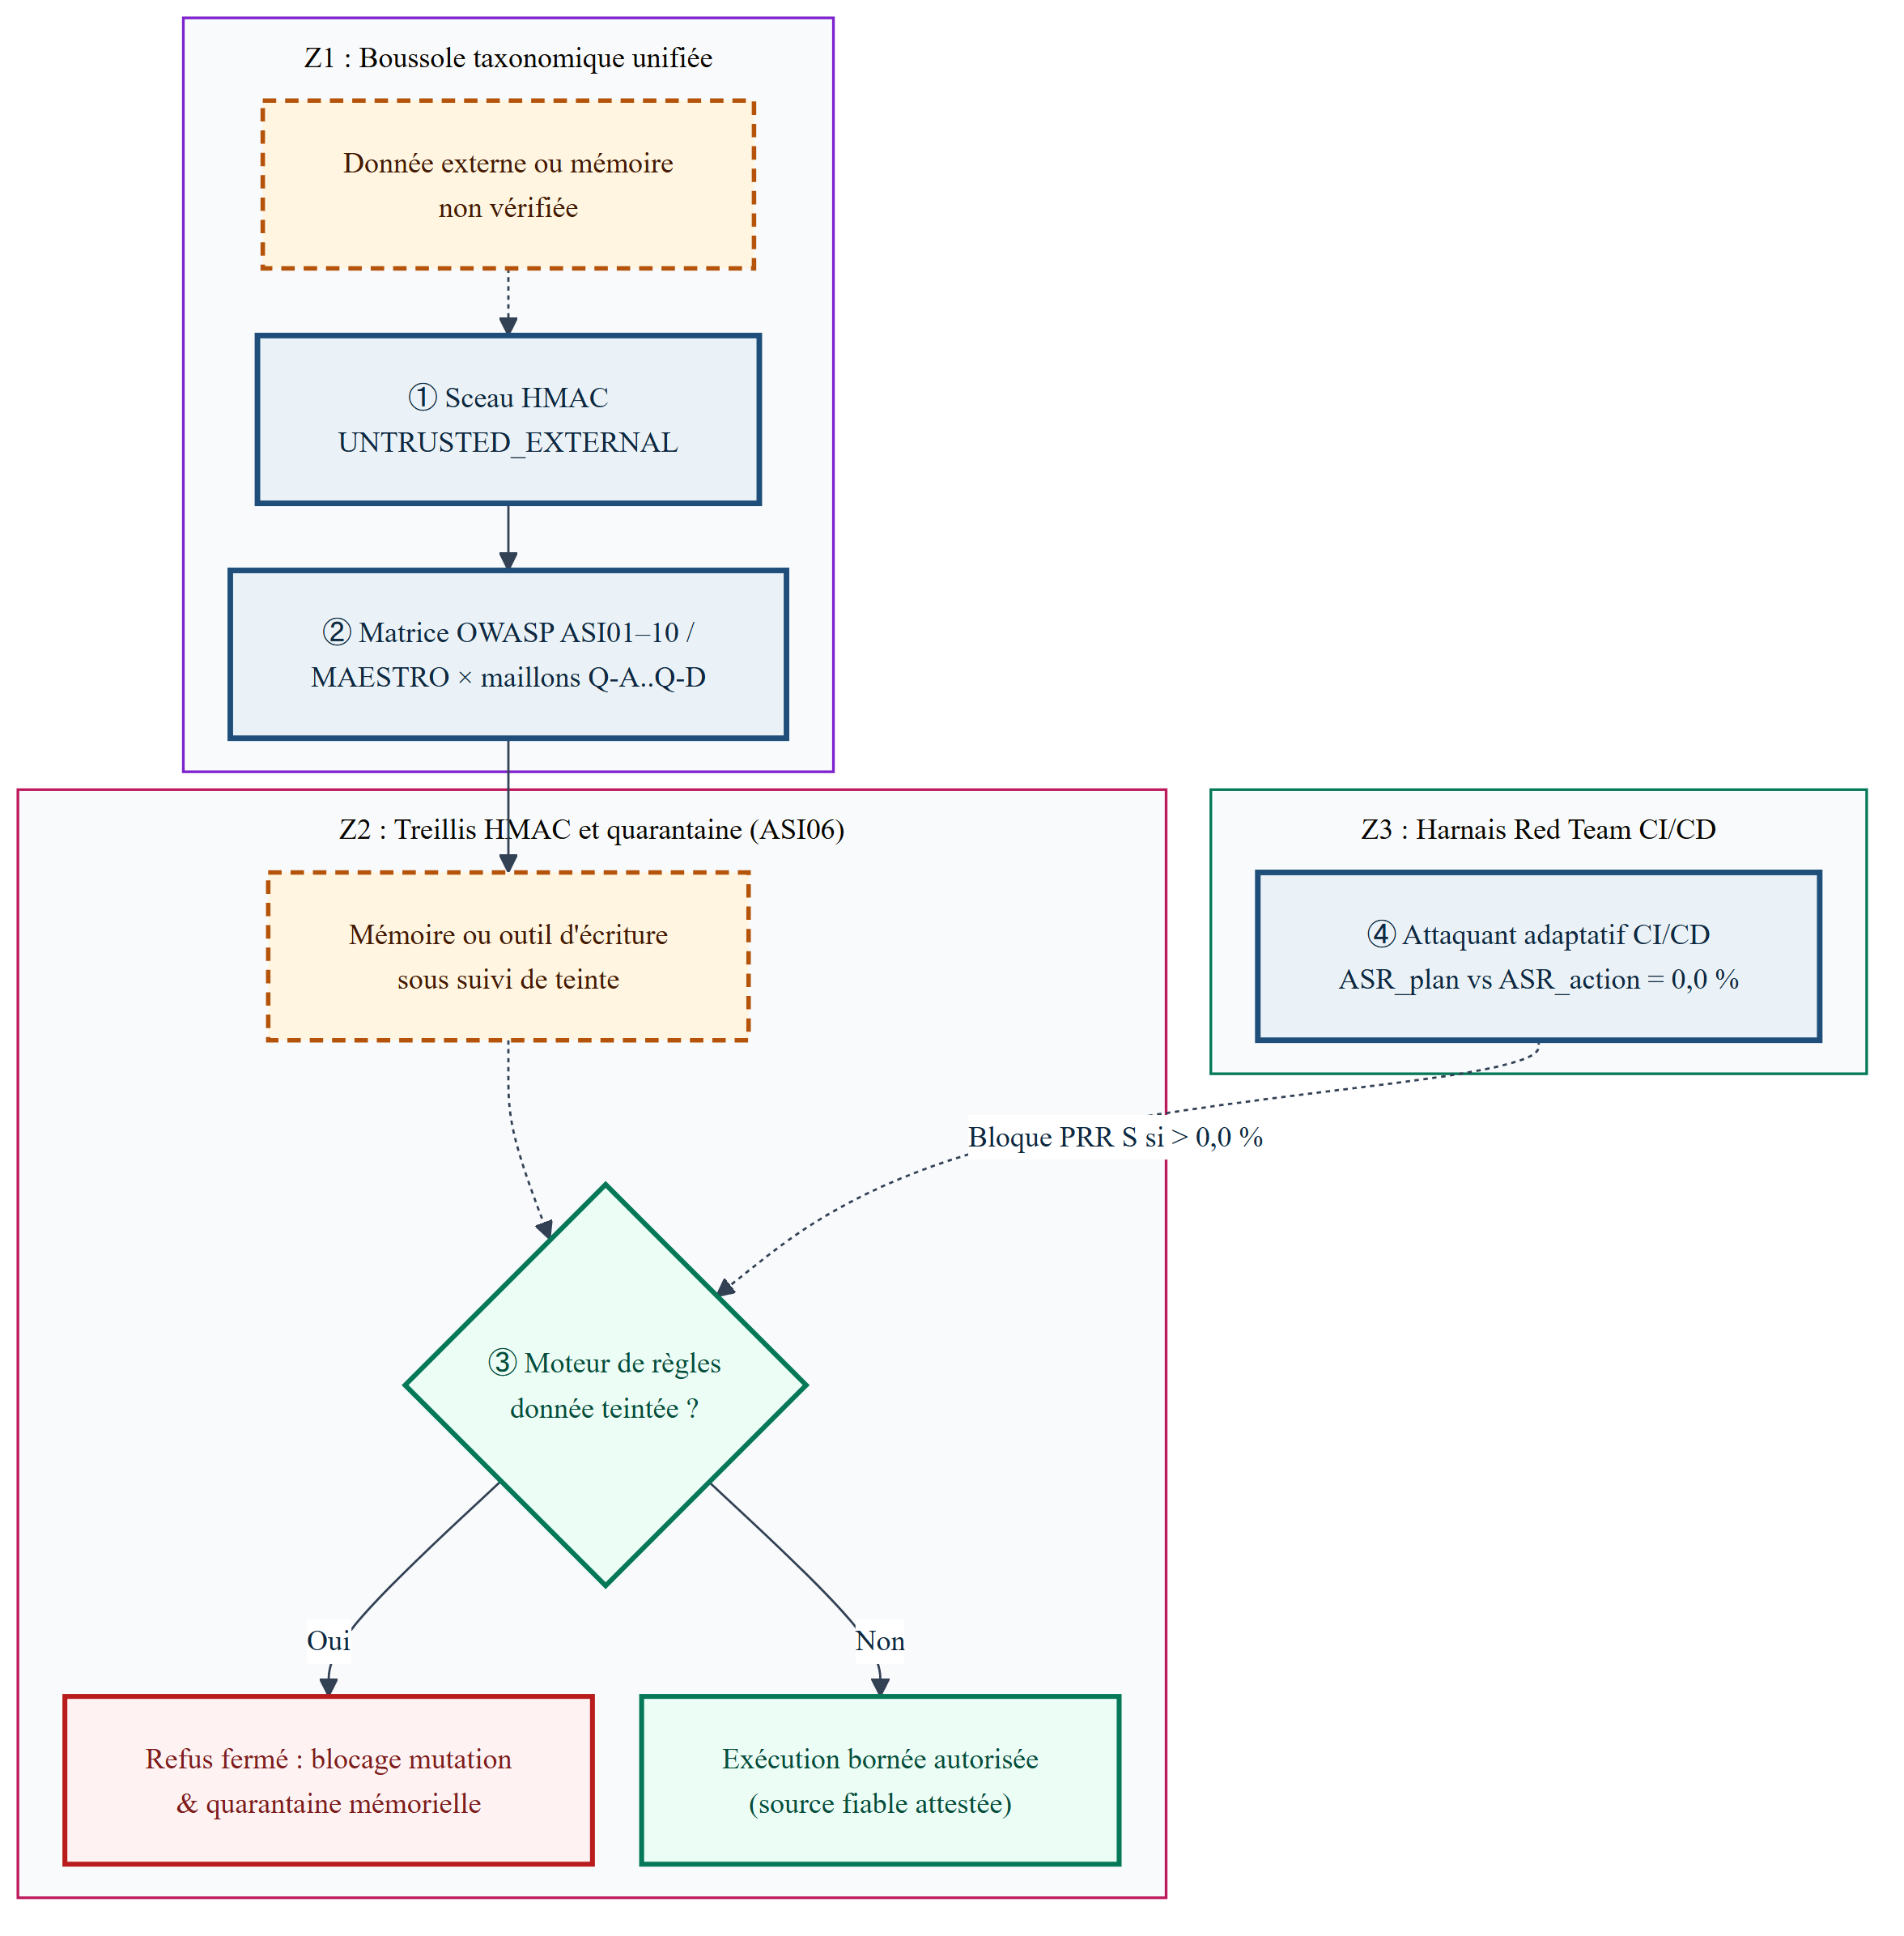 Z1 : Boussole taxonomique unifiée
Donnée externe ou mémoire
non vérifiée
① Sceau HMAC
UNTRUSTED_EXTERNAL
② Matrice OWASP ASI01–10 /
MAESTRO × maillons Q-A..Q-D
Z2 : Treillis HMAC et quarantaine (ASI06)
Mémoire ou outil d'écriture
sous suivi de teinte
Z3 : Harnais Red Team CI/CD
④ Attaquant adaptatif CI/CD
ASR_plan vs ASR_action = 0,0 %
Bloque PRR S si > 0,0 %
③ Moteur de règles
donnée teintée ?
Oui
Non
Refus fermé : blocage mutation
& quarantaine mémorielle
Exécution bornée autorisée
(source fiable attestée)